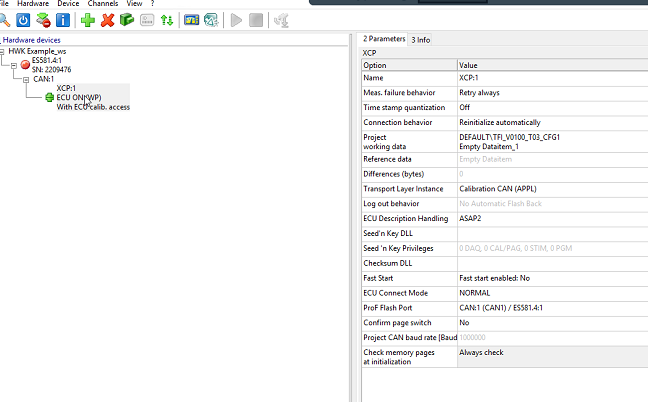 File Hardware Device Channels ?
Hardware devices
HWK Example_ws
ES581.4:1
SN: 2209476
CAN:1
XCP:1
ECU ON (WP)
With ECU calib. access
2 Parameters 3 Info
XCP
Option Value
Name XCP:1
Meas. failure behavior Retry always
Time stamp quantization Off
Connection behavior Reinitialize automatically
Project DEFAULT\TFI_V0100_T03_CFG1
working data Empty Dataitem_1
Reference data Empty Dataitem
Differences (bytes) 0
Transport Layer Instance Calibration CAN (APPL)
Log out behavior No Automatic Flash Back
ECU Description Handling ASAP2
Seed'n Key DLL
Seed 'n Key Privileges 0 DAQ, 0 CAL/PAG, 0 STIM, 0 PGM
Checksum DLL
Fast Start Fast start enabled: No
ECU Connect Mode NORMAL
ProF Flash Port CAN:1 (CAN1) / ES581.4:1
Confirm page switch No
Project CAN baud rate [Baud 1000000
Check memory pages Always check
at initialization